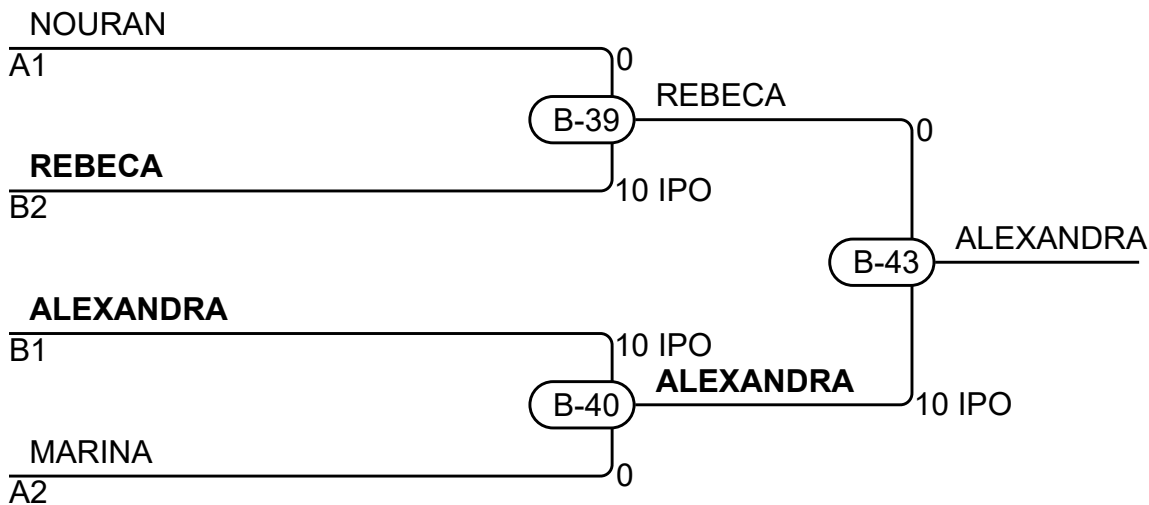 NOURAN
A1
0
B-39
REBECA
0
REBECA
B2
10 IPO
B-43
ALEXANDRA
ALEXANDRA
B1
10 IPO
B-40
ALEXANDRA
10 IPO
MARINA
A2
0